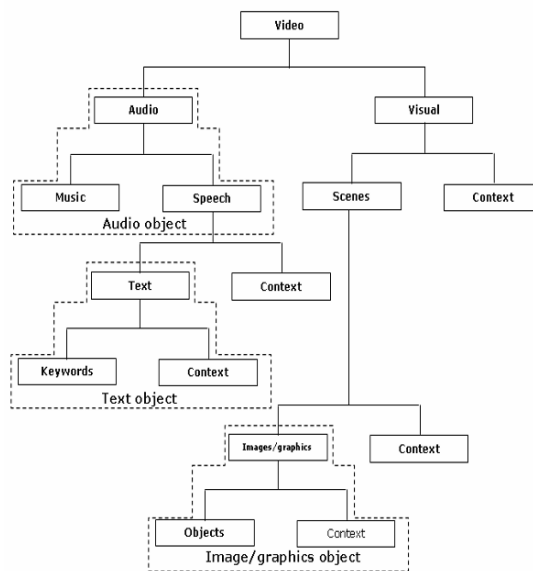 Video
Audio
Visual
Music
Speech
Scenes
Context
Audio object
Text
Context
Keywords
Context
Text object
Images/graphics
Context
Objects
Context
Image/graphics object